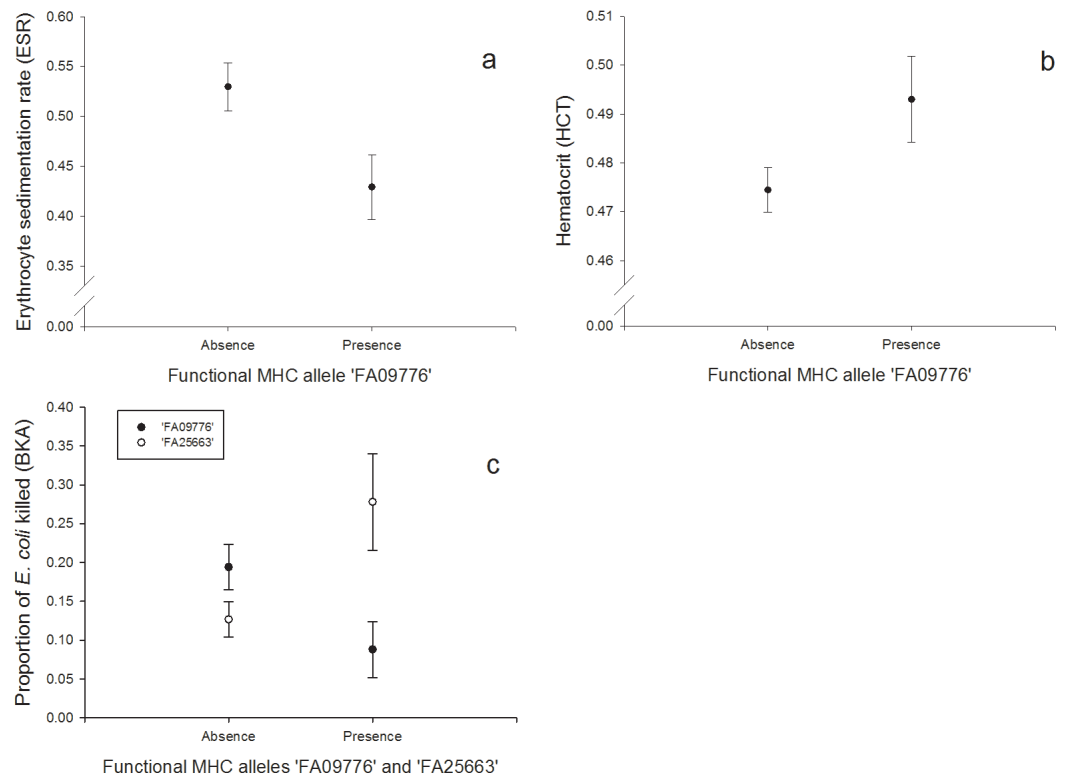 Erythrocyte sedimentation rate (ESR)
0.60
0.55
0.50
0.45
0.40
0.35
0.00
a
Absence
Presence
Functional MHC allele 'FA09776'
Hematocrit (HCT)
0.51
0.50
0.49
0.48
0.47
0.46
0.00
b
Absence
Presence
Functional MHC allele 'FA09776'
Proportion of E. coli killed (BKA)
0.40
0.35
0.30
0.25
0.20
0.15
0.10
0.05
0.00
'FA09776'
'FA25663'
c
Absence
Presence
Functional MHC alleles 'FA09776' and 'FA25663'